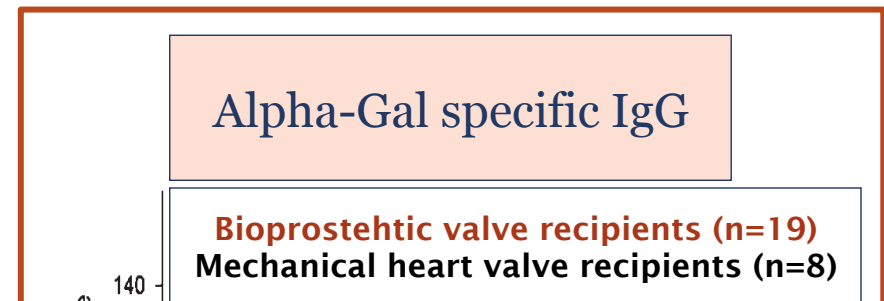 Alpha-Gal specific IgG
Bioprostehtic valve recipients (n=19)
Mechanical heart valve recipients (n=8)
140